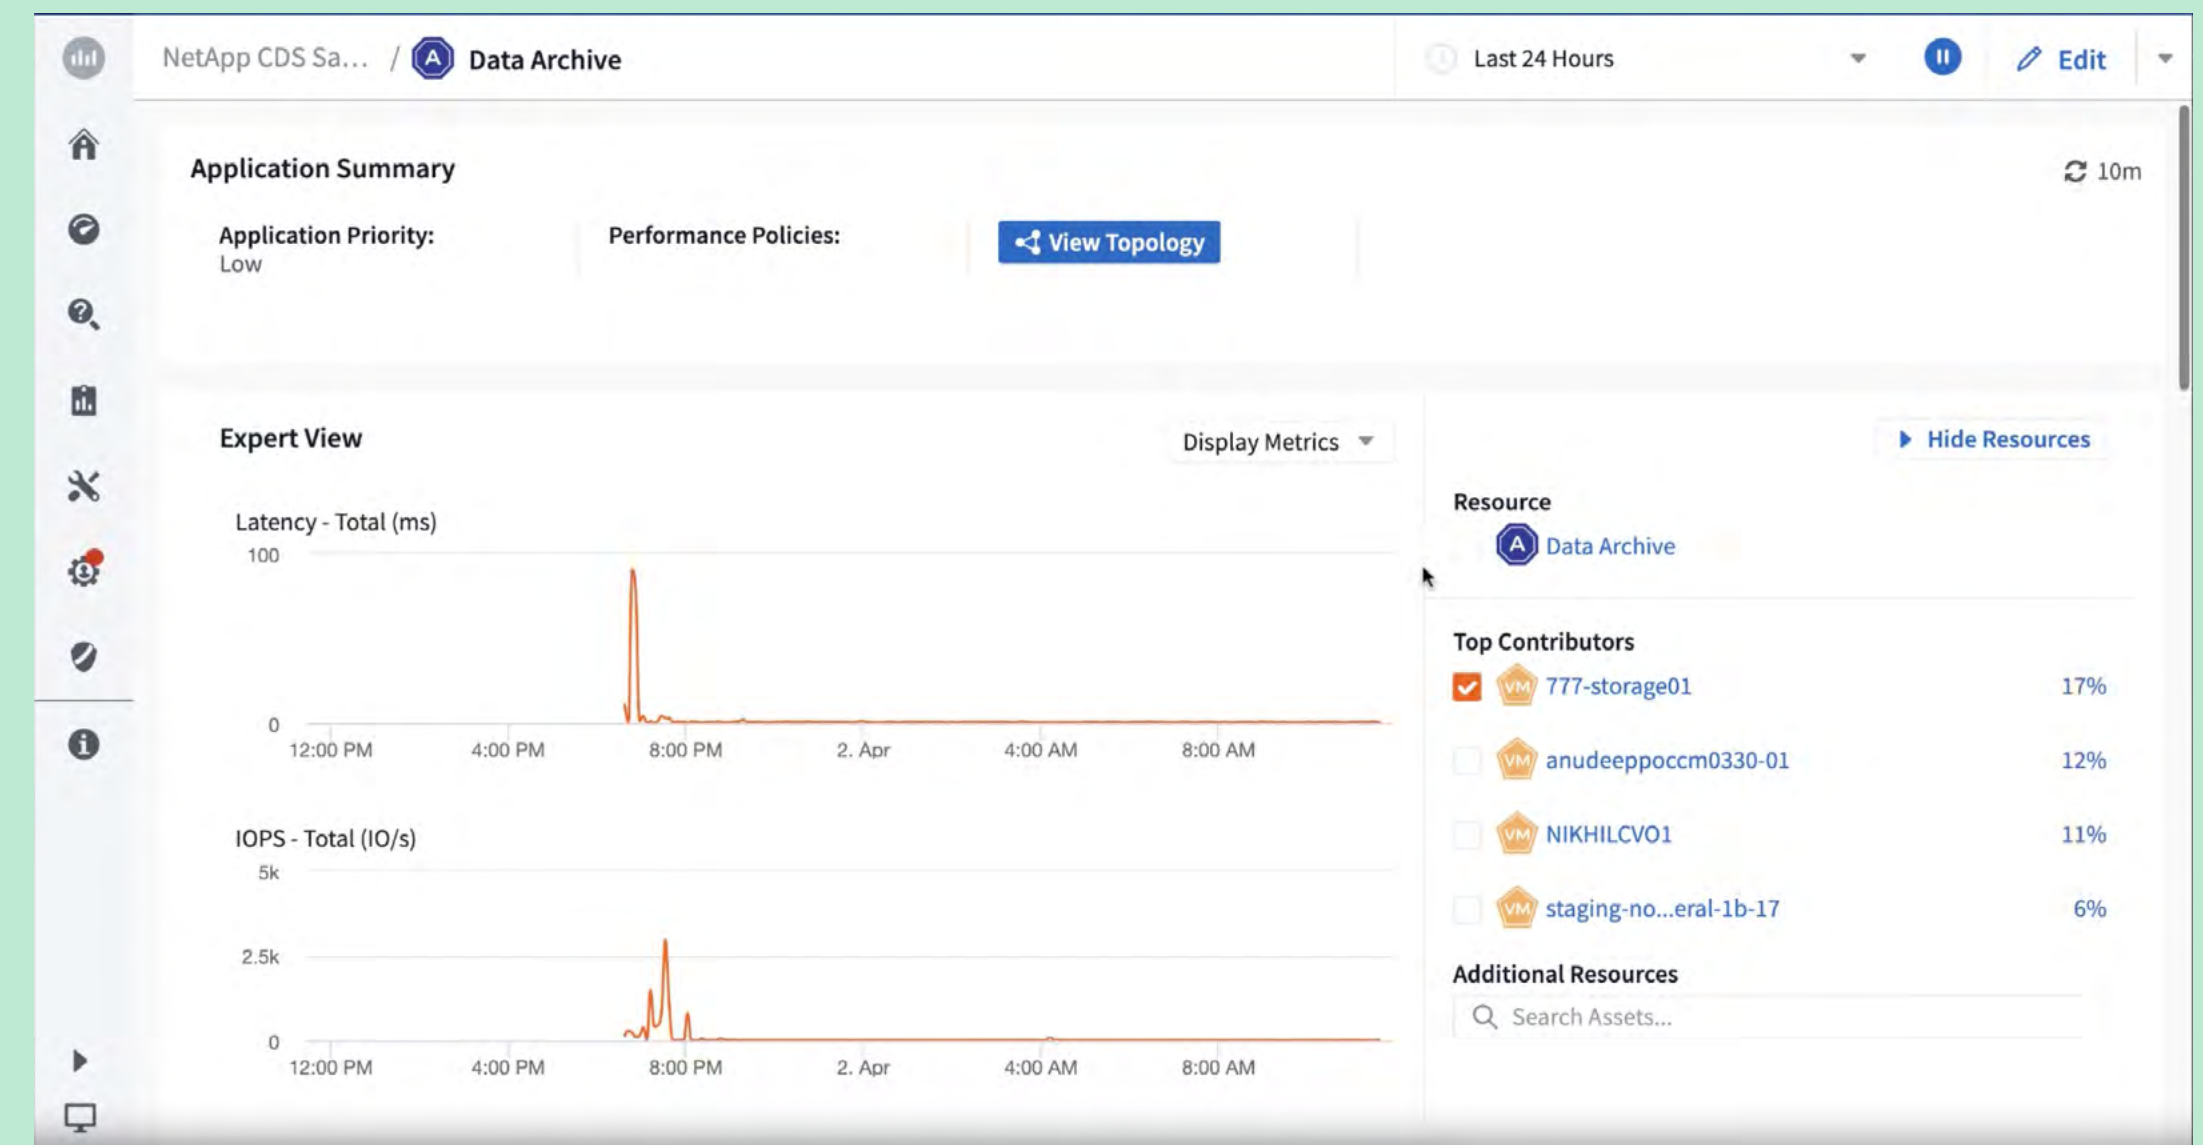 NetApp CDS Sa... / A Data Archive
Last 24 Hours
Edit
Application Summary
10m
Application Priority:
Low
Performance Policies:
View Topology
Expert View
Display Metrics
Hide Resources
Latency - Total (ms)
100
0
12:00 PM 4:00 PM 8:00 PM 2. Apr 4:00 AM 8:00 AM
IOPS - Total (IO/s)
5k
2.5k
0
12:00 PM 4:00 PM 8:00 PM 2. Apr 4:00 AM 8:00 AM
Resource
A Data Archive
Top Contributors
VM 777-storage01 17%
VM anudeeppoccm0330-01 12%
VM NIKHILCVO1 11%
VM staging-no...eral-1b-17 6%
Additional Resources
Search Assets...